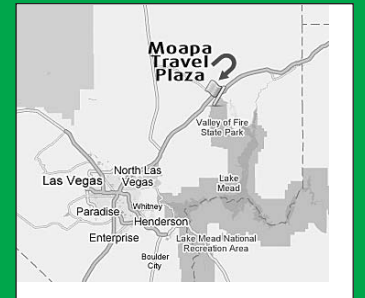 Moapa
Travel
Plaza
Valley of Fire
State Park
North Las
Vegas
Las Vegas
Lake
Mead
Paradise
Whitney
Henderson
Enterprise
Lake Mead National
Recreation Area
Boulder
City